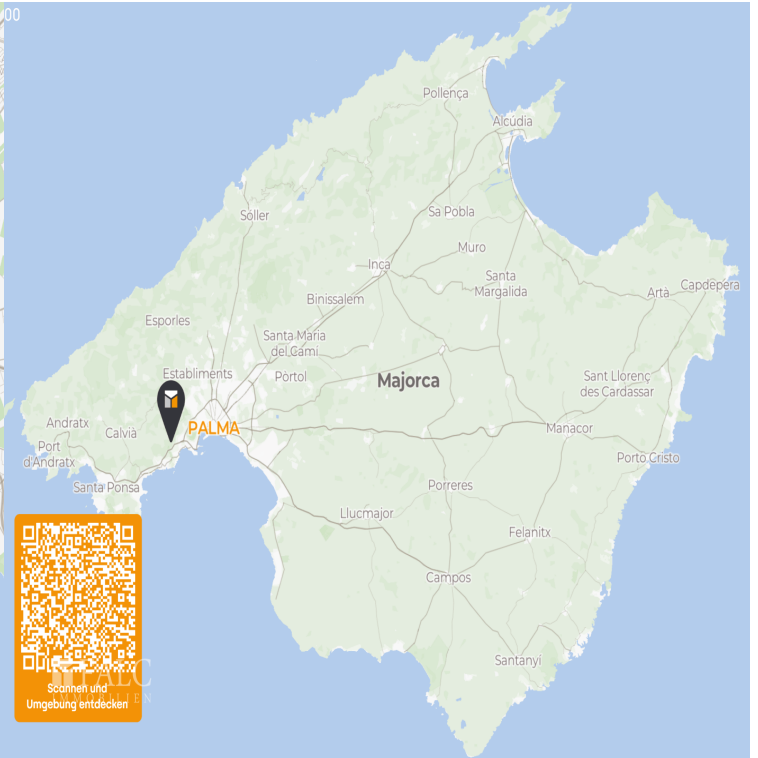 00
Pollença
Alcúdia
Sóller
Sa Pobla
Muro
Inca
Santa
Margalida
Artà
Capdepera
Binissalem
Esporles
Santa Maria
del Camí
Establiments
Pòrtol
Majorca
Sant Llorenç
des Cardassar
Andratx
Calvià
PALMA
Manacor
Port
d'Andratx
Porto Cristo
Santa Ponsa
Porreres
Llucmajor
Felanitx
Campos
Santanyí
FALC
Scannen und
IMMOBILIEN
Umgebung entdecken